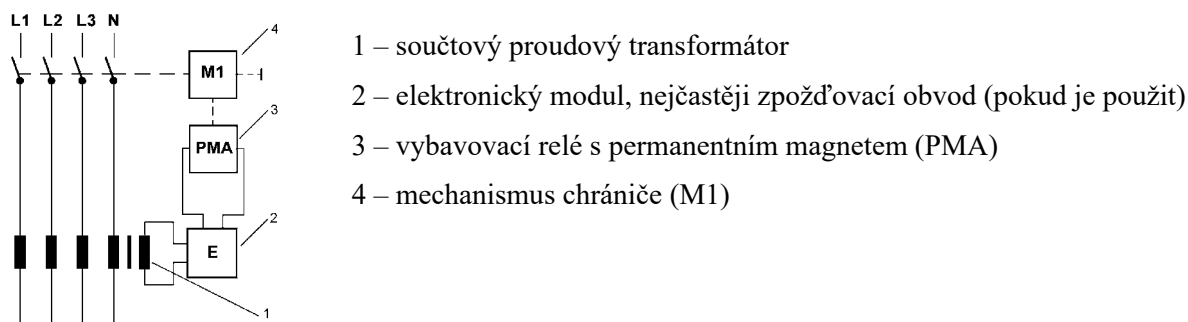 L1 L2 L3 N
4
M1
3
PMA
2
E
1
1 – součtový proudový transformátor
2 – elektronický modul, nejčastěji zpožďovací obvod (pokud je použit)
3 – vybavovací relé s permanentním magnetem (PMA)
4 – mechanismus chrániče (M1)